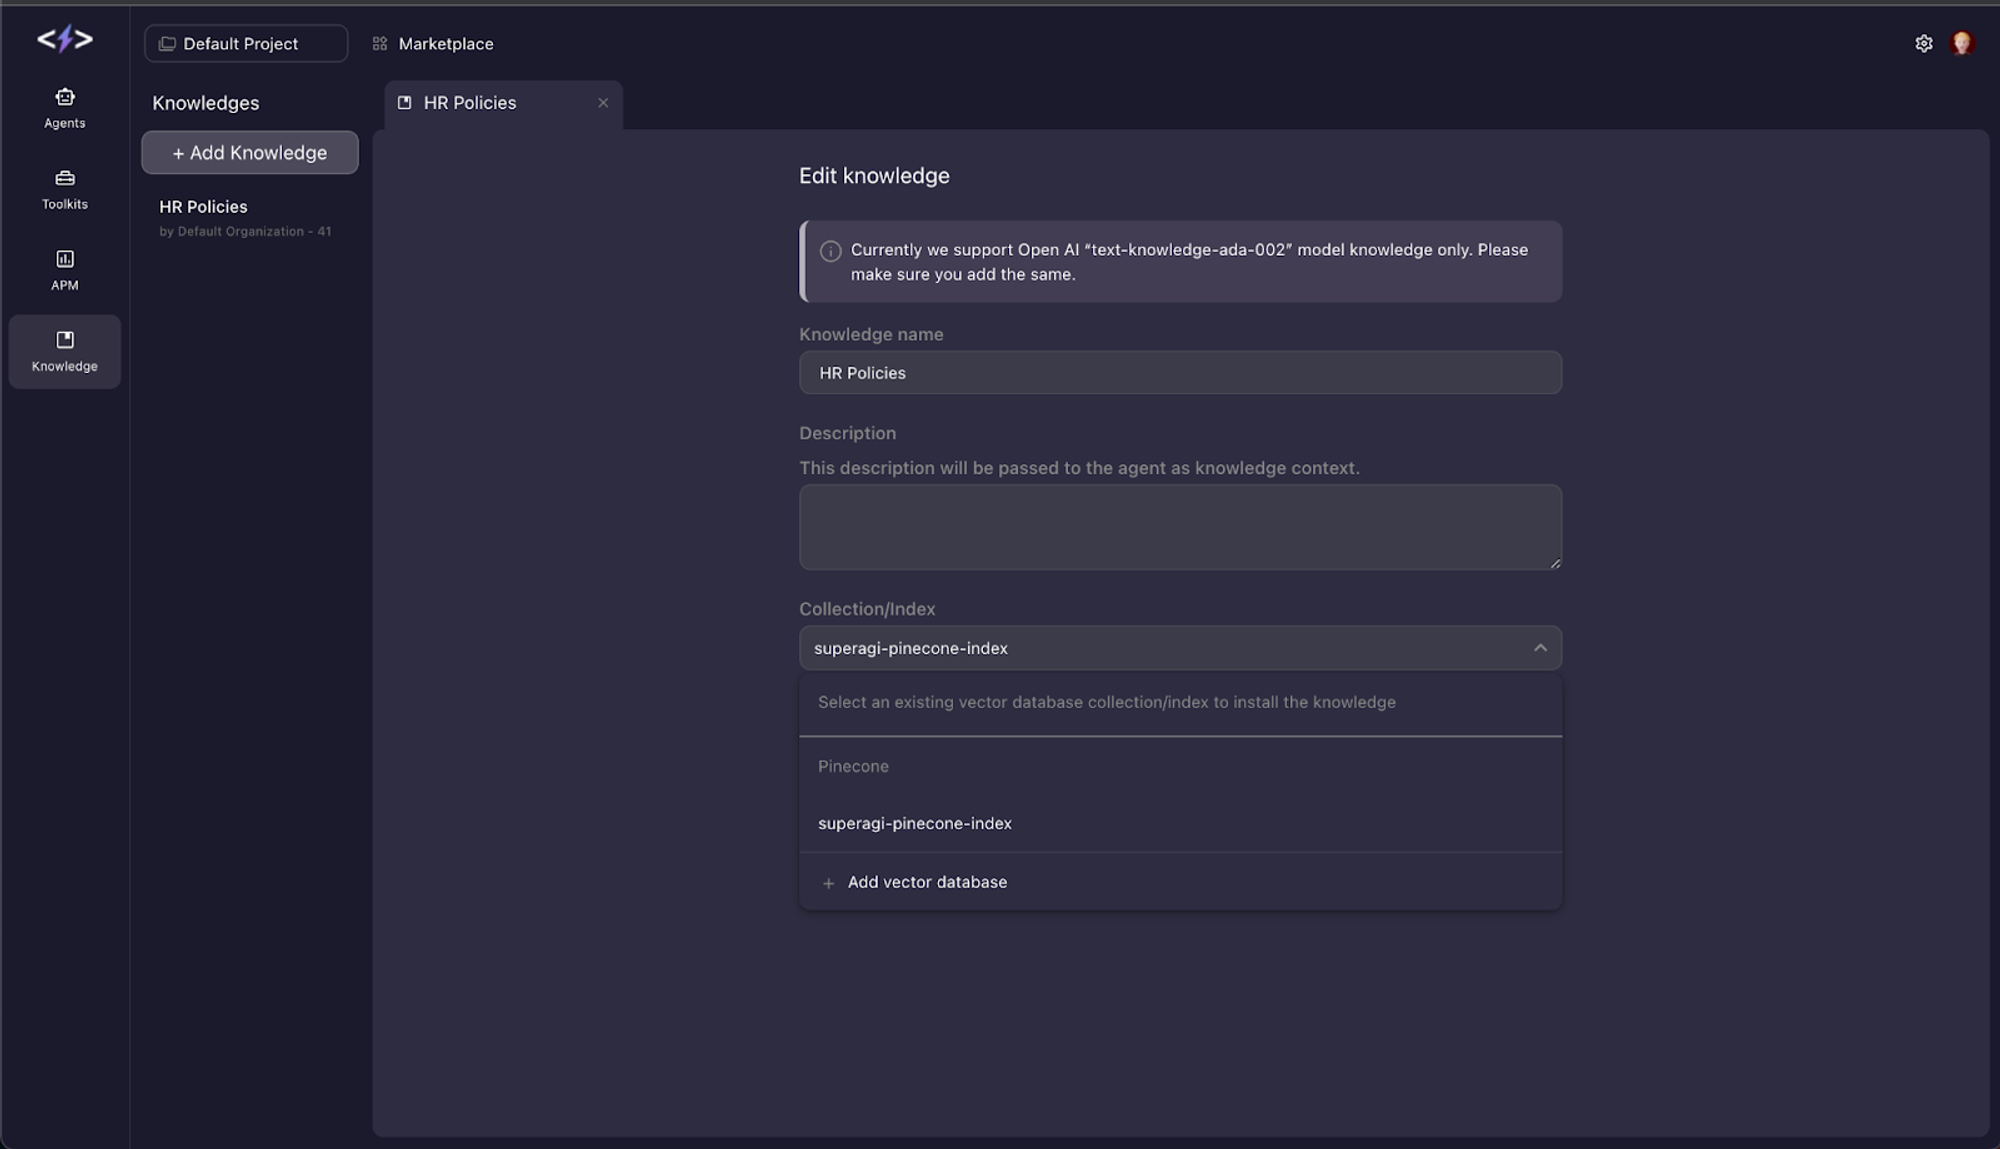 Default Project
Marketplace
Agents
Toolkits
APM
Knowledge
Knowledges
+ Add Knowledge
HR Policies
by Default Organization - 41
HR Policies
Edit knowledge
Currently we support Open AI “text-knowledge-ada-002” model knowledge only. Please
make sure you add the same.
Knowledge name
HR Policies
Description
This description will be passed to the agent as knowledge context.
Collection/Index
superagi-pinecone-index
Select an existing vector database collection/index to install the knowledge
Pinecone
superagi-pinecone-index
+ Add vector database